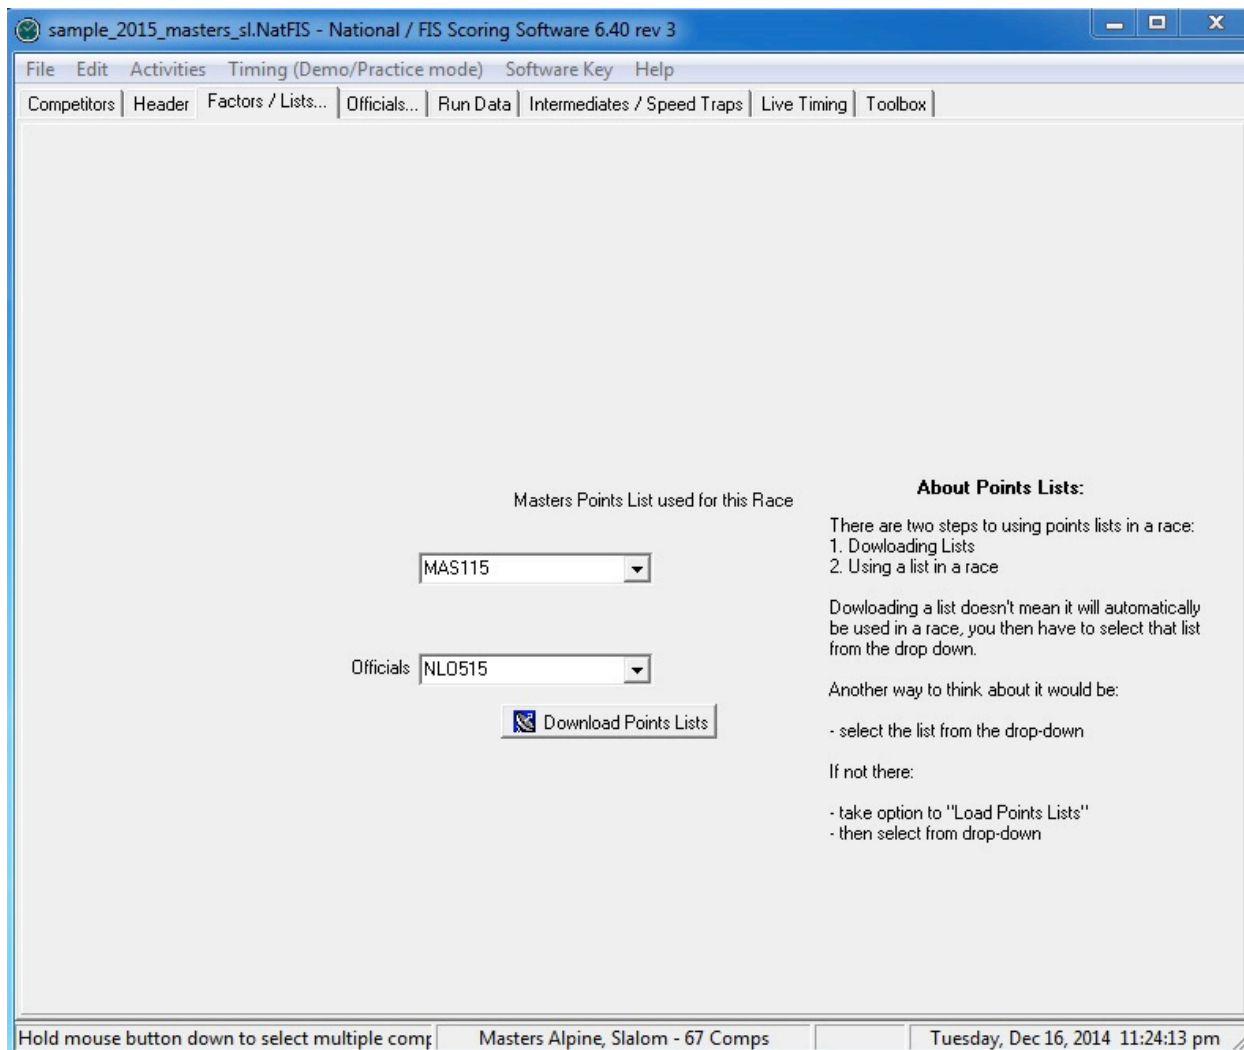 sample_2015_masters_sl.NatFIS - National / FIS Scoring Software 6.40 rev 3
File Edit Activities Timing (Demo/Practice mode) Software Key Help
Competitors Header Factors / Lists... Officials... Run Data Intermediates / Speed Traps Live Timing Toolbox
Masters Points List used for this Race
MAS115
Officials NLO515
Download Points Lists
About Points Lists:
There are two steps to using points lists in a race:
1. Dowloading Lists
2. Using a list in a race
Dowloading a list doesn't mean it will automatically
be used in a race, you then have to select that list
from the drop down.
Another way to think about it would be:
- select the list from the drop-down
If not there:
- take option to "Load Points Lists"
- then select from drop-down
Hold mouse button down to select multiple comp Masters Alpine, Slalom - 67 Comps Tuesday, Dec 16, 2014 11:24:13 pm